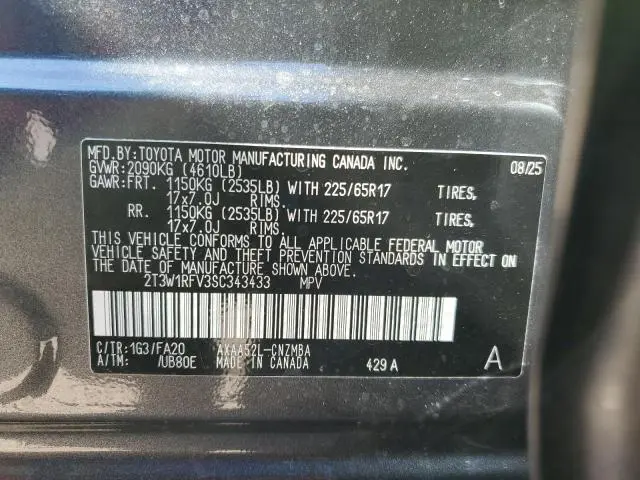 MFD.BY:TOYOTA MOTOR MANUFACTURING CANADA INC. 08/25
GVWR:2090KG (4610LB)
GAWR:FRT. 1150KG (2535LB) WITH 225/65R17 TIRES,
17x7.0J RIMS.
RR. 1150KG (2535LB) WITH 225/65R17 TIRES,
17x7.0J RIMS.
THIS VEHICLE CONFORMS TO ALL APPLICABLE FEDERAL MOTOR
VEHICLE SAFETY AND THEFT PREVENTION STANDARDS IN EFFECT ON
THE DATE OF MANUFACTURE SHOWN ABOVE.
2T3W1RFV3SC343433 MPV
C/TR:1G3/FA20 AXAA52L-CNZMBA
A/TM: /UB80E MADE IN CANADA 429 A A